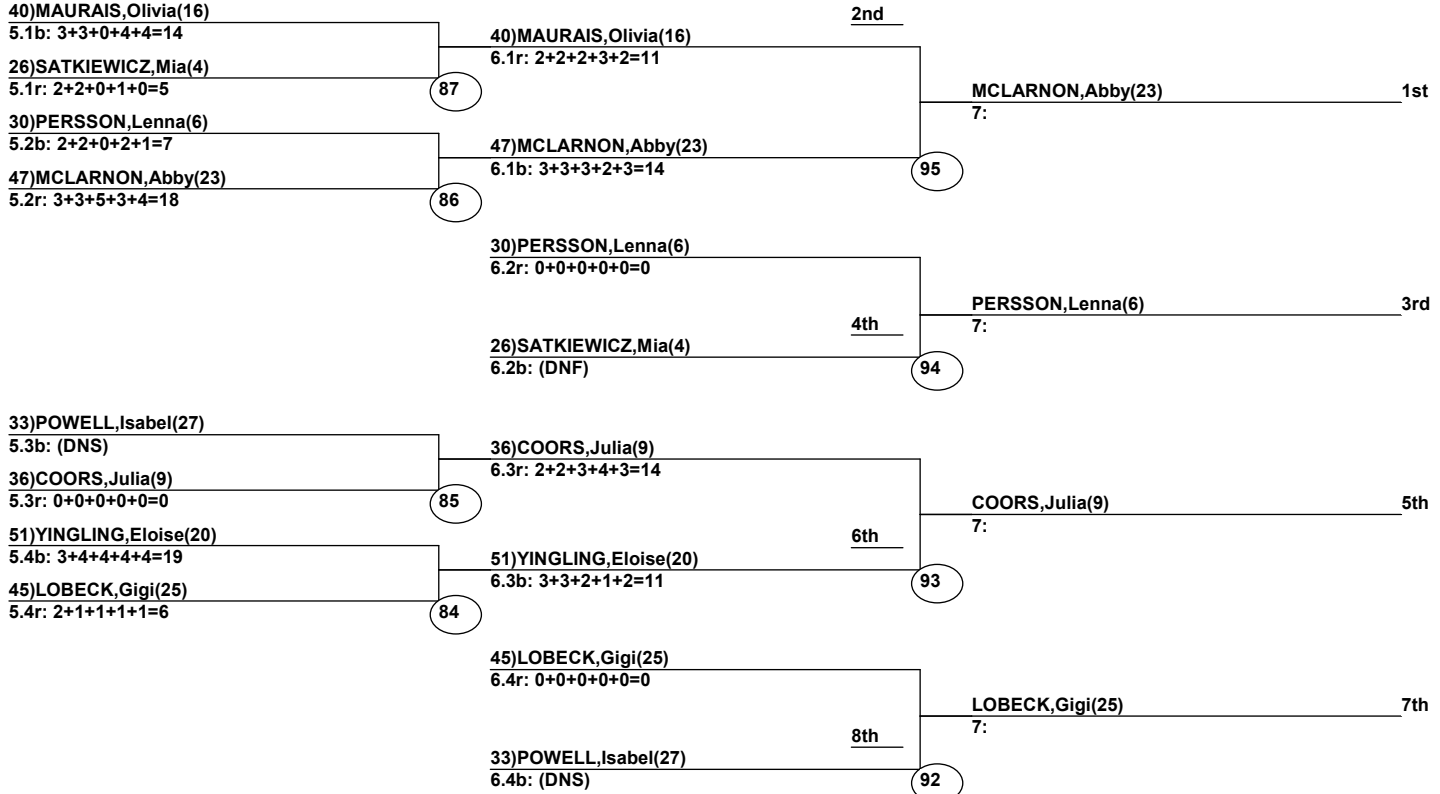 40)MAURAIS,Olivia(16)
5.1b: 3+3+0+4+4=14
26)SATKIEWICZ,Mia(4)
5.1r: 2+2+0+1+0=5
87
30)PERSSON,Lenna(6)
5.2b: 2+2+0+2+1=7
47)MCLARNON,Abby(23)
5.2r: 3+3+5+3+4=18
86
2nd
40)MAURAIS,Olivia(16)
6.1r: 2+2+2+3+2=11
47)MCLARNON,Abby(23)
6.1b: 3+3+3+2+3=14
95
MCLARNON,Abby(23) 1st
7:
30)PERSSON,Lenna(6)
6.2r: 0+0+0+0+0=0
4th
26)SATKIEWICZ,Mia(4)
6.2b: (DNF)
94
PERSSON,Lenna(6) 3rd
7:
33)POWELL,Isabel(27)
5.3b: (DNS)
36)COORS,Julia(9)
5.3r: 0+0+0+0+0=0
85
51)YINGLING,Eloise(20)
5.4b: 3+4+4+4+4=19
45)LOBECK,Gigi(25)
5.4r: 2+1+1+1+1=6
84
36)COORS,Julia(9)
6.3r: 2+2+3+4+3=14
6th
51)YINGLING,Eloise(20)
6.3b: 3+3+2+1+2=11
93
COORS,Julia(9) 5th
7:
45)LOBECK,Gigi(25)
6.4r: 0+0+0+0+0=0
8th
33)POWELL,Isabel(27)
6.4b: (DNS)
92
LOBECK,Gigi(25) 7th
7: